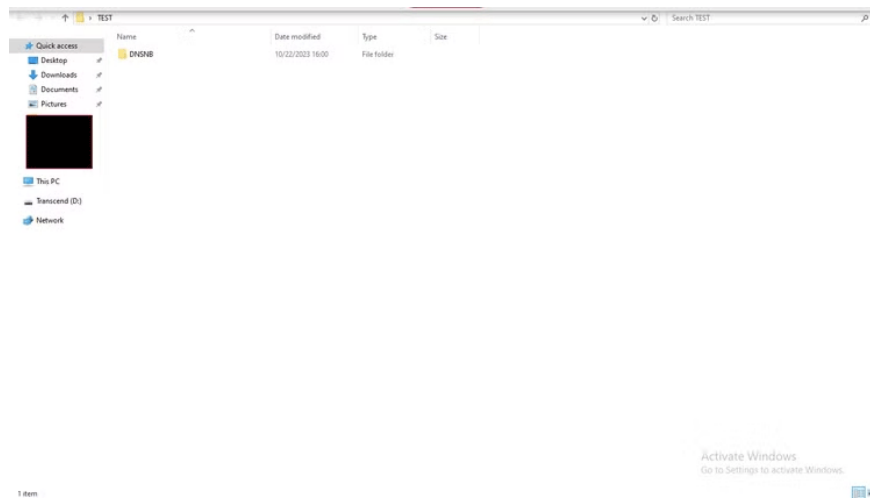 TEST
Search TEST
Name Date modified Type Size
Quick access
DNSNB 10/22/2023 16:00 File folder
Desktop
Downloads
Documents
Pictures
This PC
Transcend (D:)
Network
Activate Windows
Go to Settings to activate Windows.
1 item